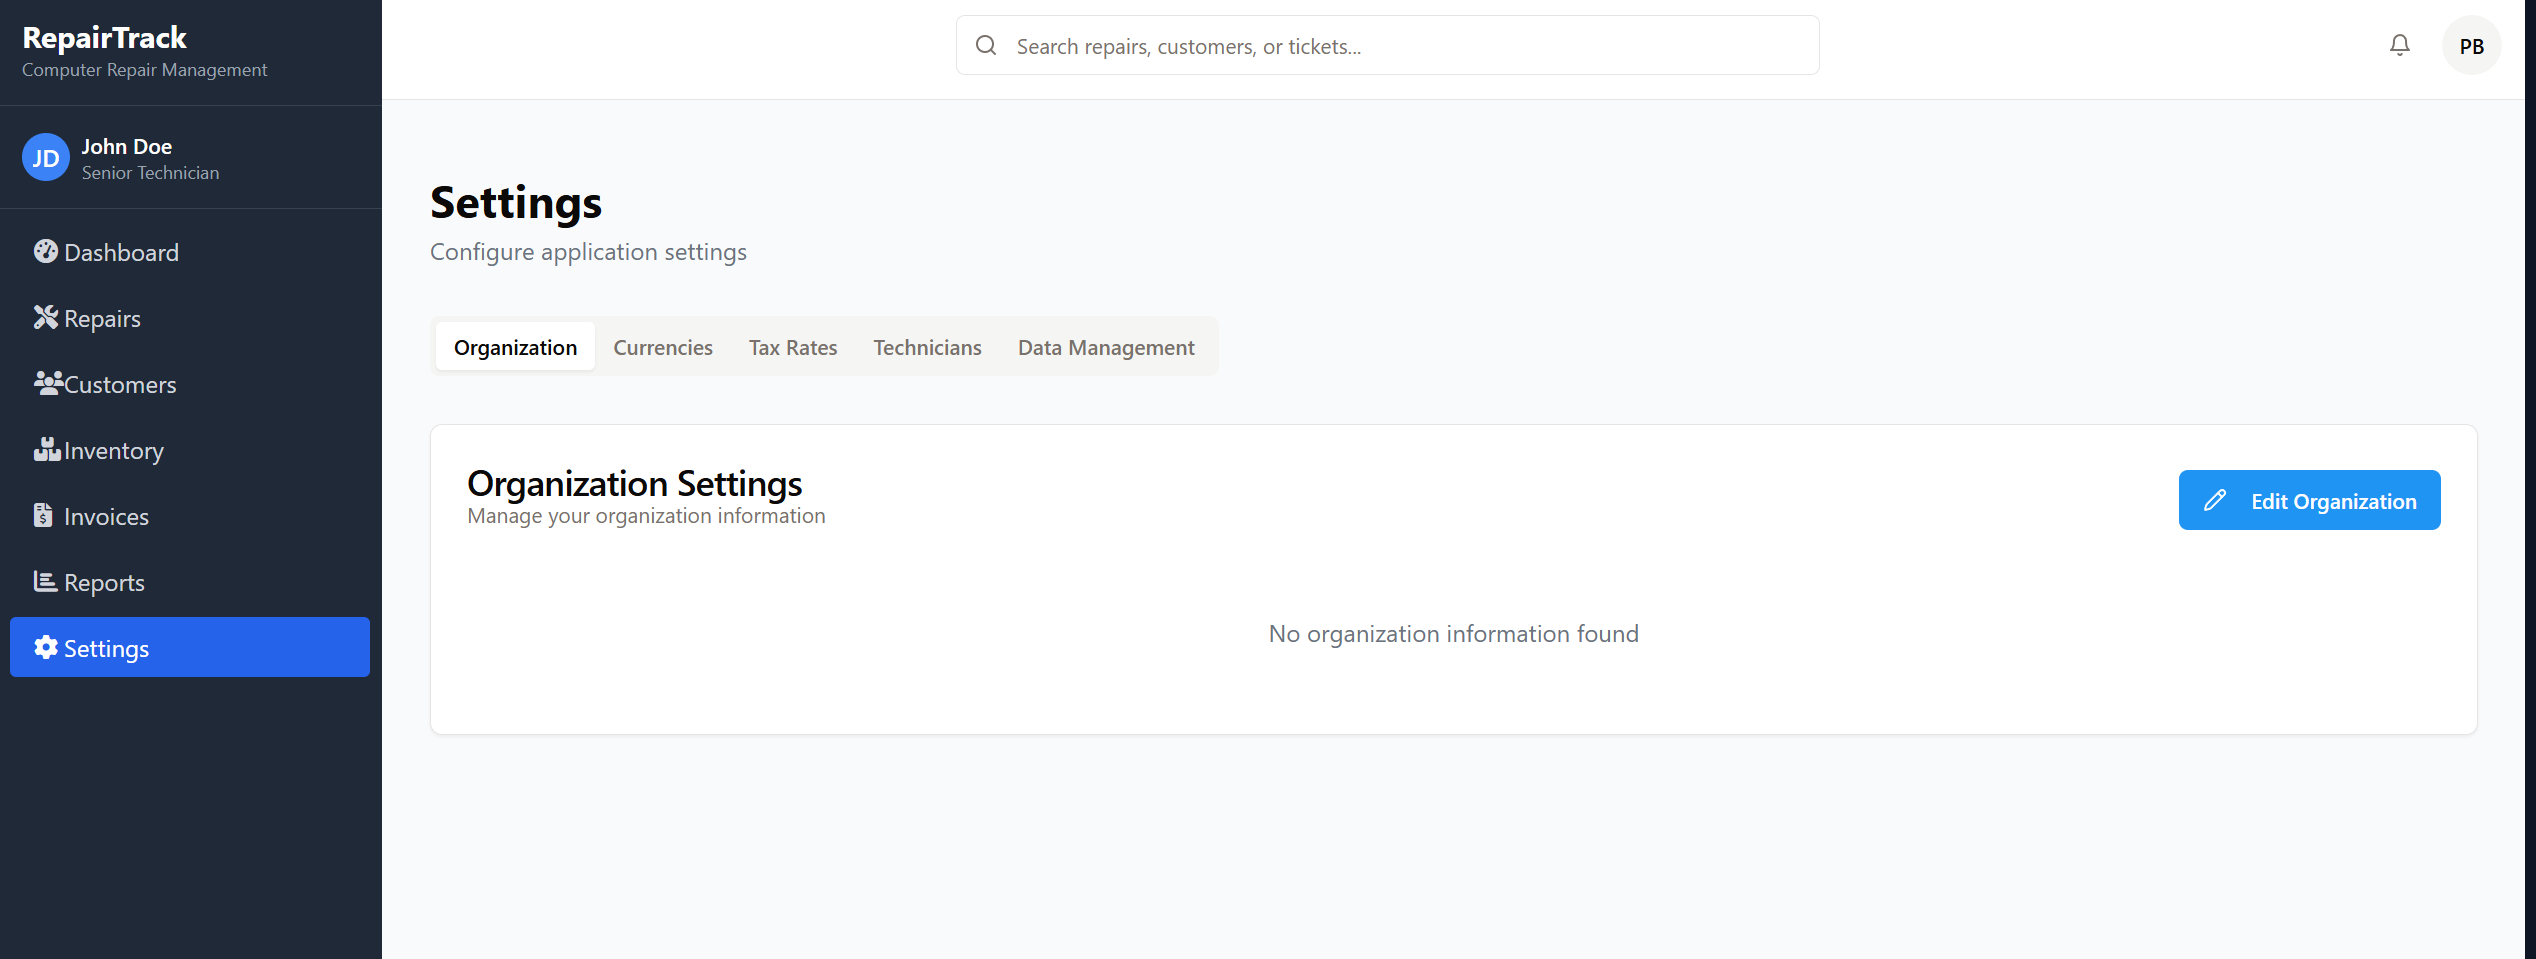 RepairTrack
Computer Repair Management
JD
John Doe
Senior Technician
Dashboard
Repairs
Customers
Inventory
Invoices
Reports
Settings
Search repairs, customers, or tickets...
PB
Settings
Configure application settings
Organization Currencies Tax Rates Technicians Data Management
Organization Settings
Manage your organization information
Edit Organization
No organization information found